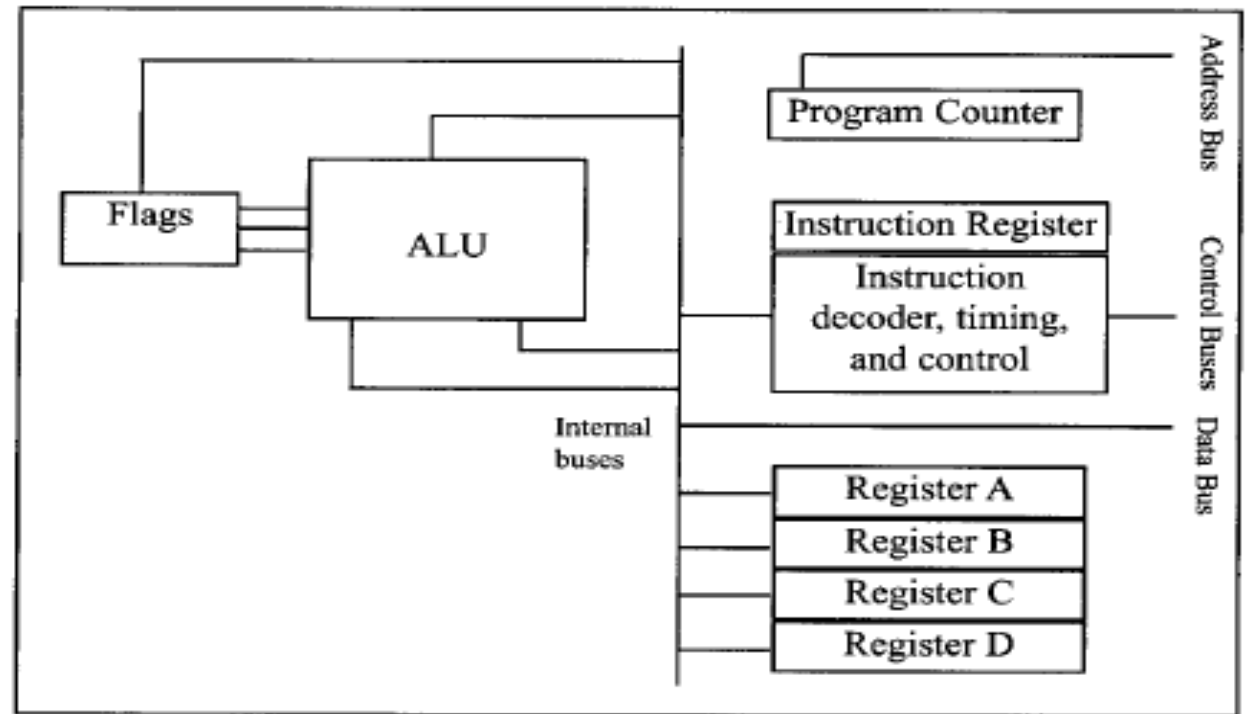 Address Bus
Program Counter
Flags
ALU
Instruction Register
Instruction
decoder, timing,
and control
Control Buses
Internal
buses
Data Bus
Register A
Register B
Register C
Register D